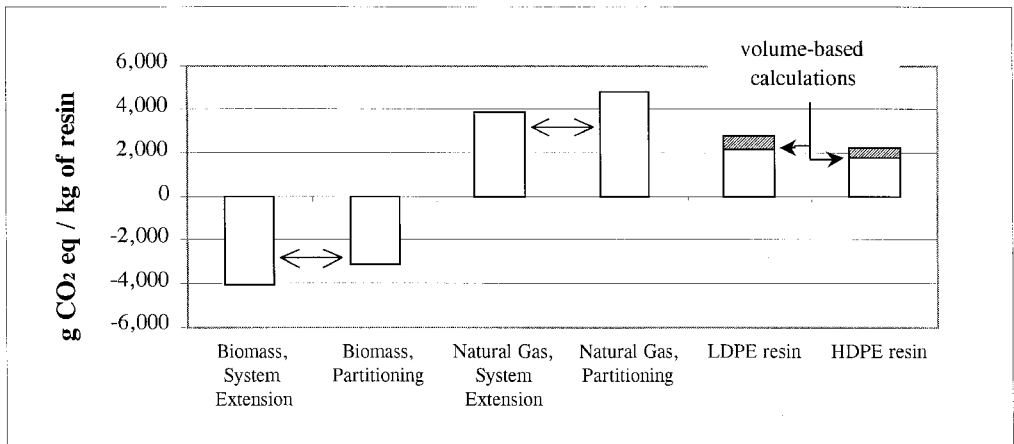 volume-based
calculations
6,000
4,000
2,000
0
-2,000
-4,000
-6,000
g CO2 eq / kg of resin
Biomass,
System
Extension
Biomass,
Partitioning
Natural Gas,
System
Extension
Natural Gas,
Partitioning
LDPE resin
HDPE resin